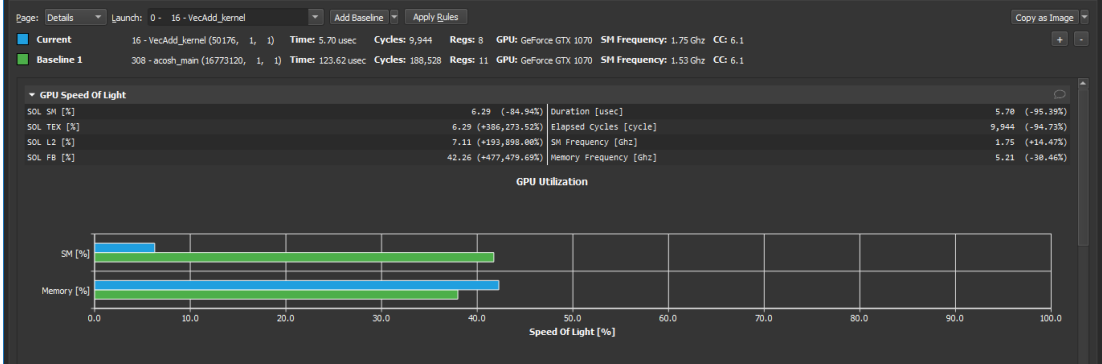 Page: Details Launch: 0 - 16 - VecAdd_kernel Add Baseline Apply Rules Copy as Image
Current 16 - VecAdd_kernel (50176, 1, 1) Time: 5.70 usec Cycles: 9,944 Regs: 8 GPU: GeForce GTX 1070 SM Frequency: 1.75 Ghz CC: 6.1 + -
Baseline 1 308 - acosh_main (16773120, 1, 1) Time: 123.62 usec Cycles: 188,528 Regs: 11 GPU: GeForce GTX 1070 SM Frequency: 1.53 Ghz CC: 6.1
GPU Speed Of Light
SOL SM [%] 6.29 (-84.94%) Duration [usec] 5.70 (-95.39%)
SOL TEX [%] 6.29 (+386,273.52%) Elapsed Cycles [cycle] 9,944 (-94.73%)
SOL L2 [%] 7.11 (+193,898.00%) SM Frequency [Ghz] 1.75 (+14.47%)
SOL FB [%] 42.26 (+477,479.69%) Memory Frequency [Ghz] 5.21 (-30.46%)
GPU Utilization
SM [%]
Memory [%]
0.0 10.0 20.0 30.0 40.0 50.0 60.0 70.0 80.0 90.0 100.0
Speed Of Light [%]